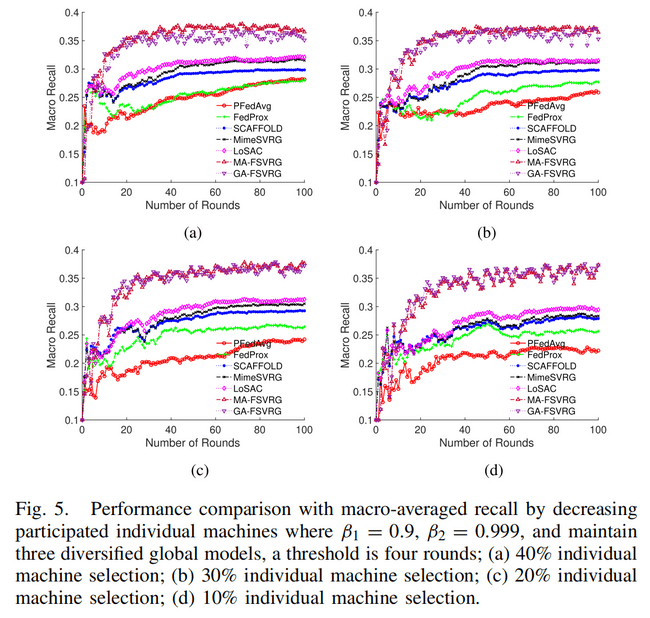 0.4
0.35
0.3
0.25
0.2
0.15
0.1
Macro Recall
PFedAvg
FedProx
SCAFFOLD
MimeSVRG
LoSAC
MA-FSVRG
GA-FSVRG
0 20 40 60 80 100
Number of Rounds
(a)
0.4
0.35
0.3
0.25
0.2
0.15
0.1
Macro Recall
PFedAvg
FedProx
SCAFFOLD
MimeSVRG
LoSAC
MA-FSVRG
GA-FSVRG
0 20 40 60 80 100
Number of Rounds
(b)
0.4
0.35
0.3
0.25
0.2
0.15
0.1
Macro Recall
PFedAvg
FedProx
SCAFFOLD
MimeSVRG
LoSAC
MA-FSVRG
GA-FSVRG
0 20 40 60 80 100
Number of Rounds
(c)
0.4
0.35
0.3
0.25
0.2
0.15
0.1
Macro Recall
PFedAvg
FedProx
SCAFFOLD
MimeSVRG
LoSAC
MA-FSVRG
GA-FSVRG
0 20 40 60 80 100
Number of Rounds
(d)
Fig. 5. Performance comparison with macro-averaged recall by decreasing
participated individual machines where β₁ = 0.9, β₂ = 0.999, and maintain
three diversified global models, a threshold is four rounds; (a) 40% individual
machine selection; (b) 30% individual machine selection; (c) 20% individual
machine selection; (d) 10% individual machine selection.